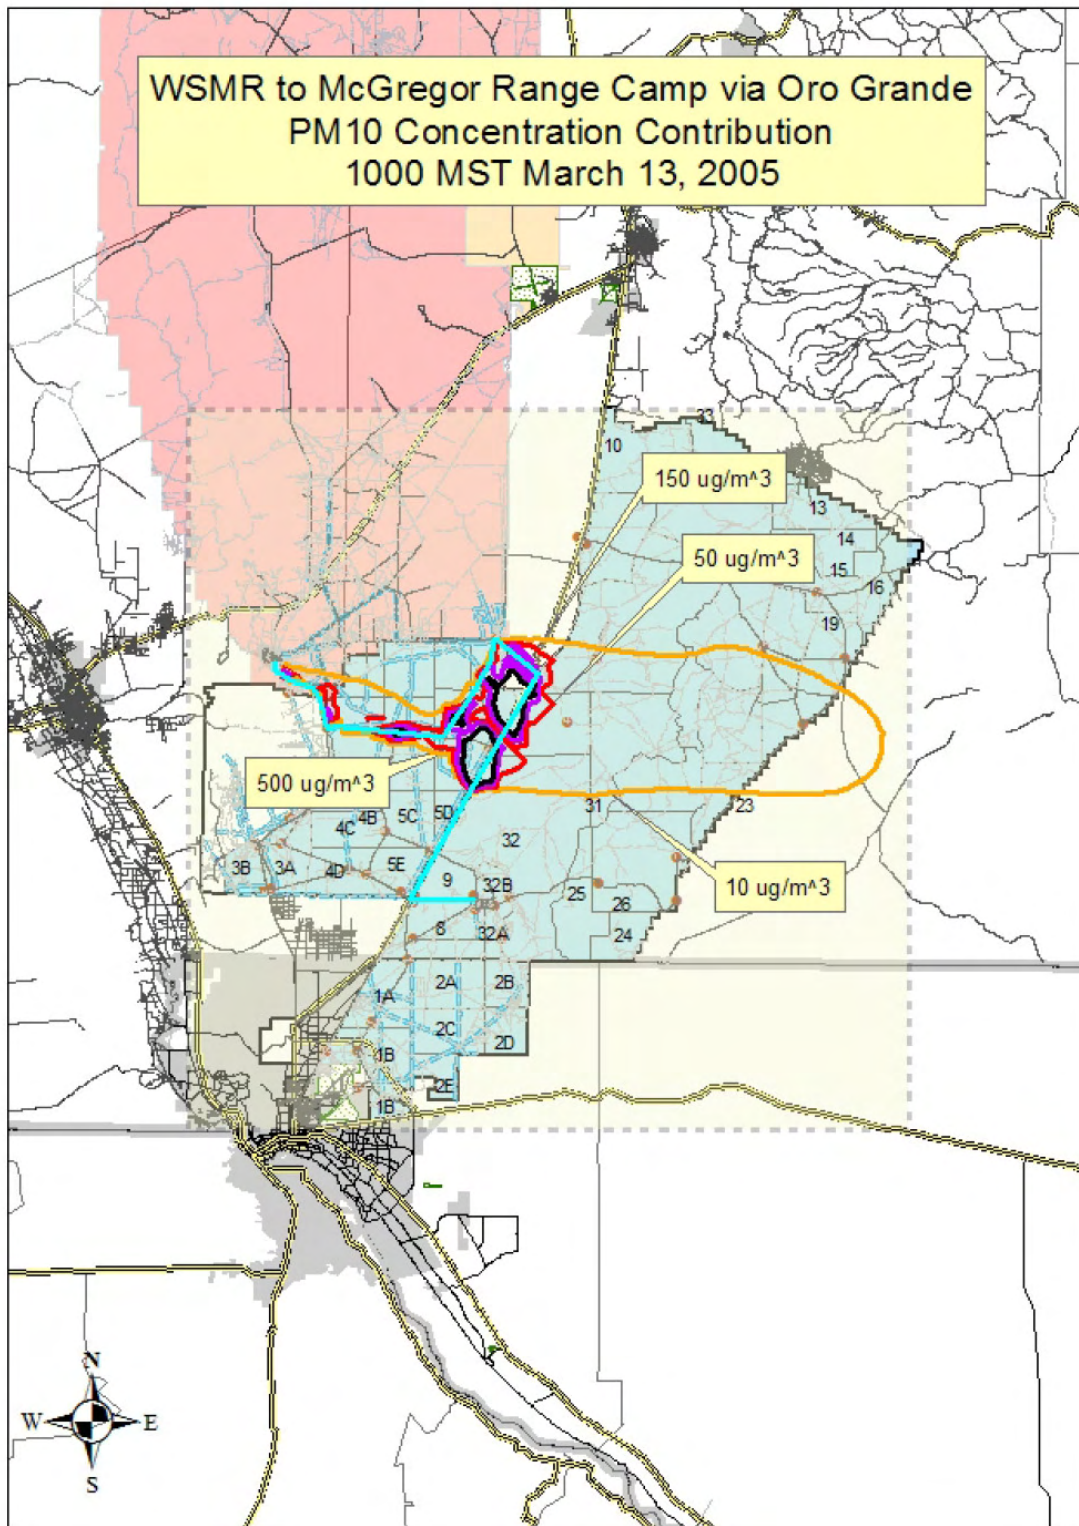 WSMR to McGregor Range Camp via Oro Grande
PM10 Concentration Contribution
1000 MST March 13, 2005
33
10
150 ug/m^3
13
14
50 ug/m^3
15
16
19
500 ug/m^3
31
23
4B
5C
5D
4C
32
3B
3A
4D
5E
9
32B
25
26
10 ug/m^3
8
32A
24
2A
2B
1A
2C
2D
1B
2E
1B
N
W
E
S